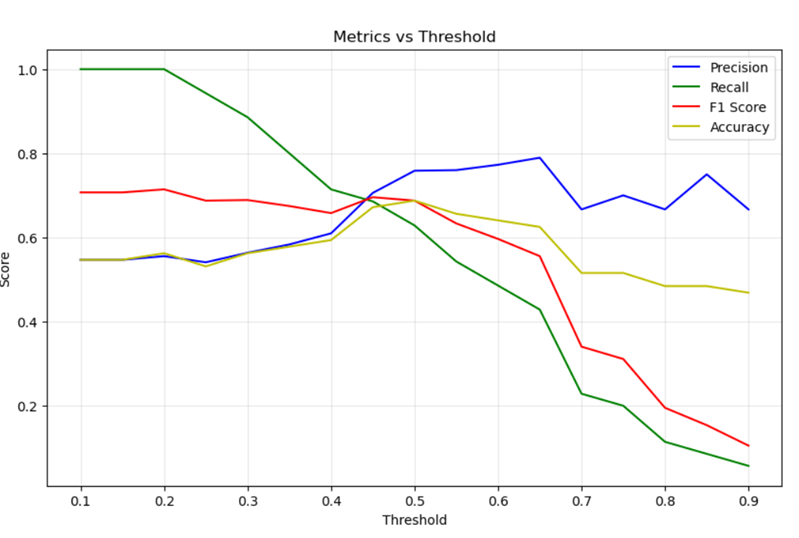 Metrics vs Threshold
Precision
Recall
F1 Score
Accuracy
1.0
0.8
0.6
0.4
0.2
Score
0.1 0.2 0.3 0.4 0.5 0.6 0.7 0.8 0.9
Threshold